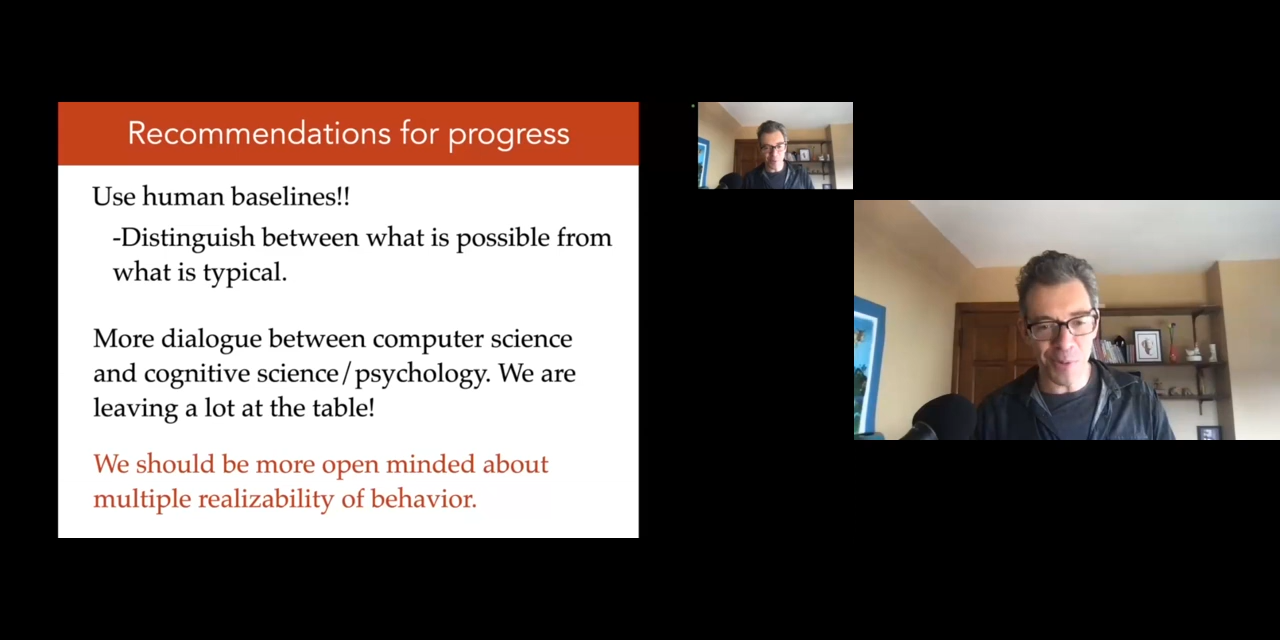 Recommendations for progress
Use human baselines!!
-Distinguish between what is possible from
what is typical.
More dialogue between computer science
and cognitive science/psychology. We are
leaving a lot at the table!
We should be more open minded about
multiple realizability of behavior.